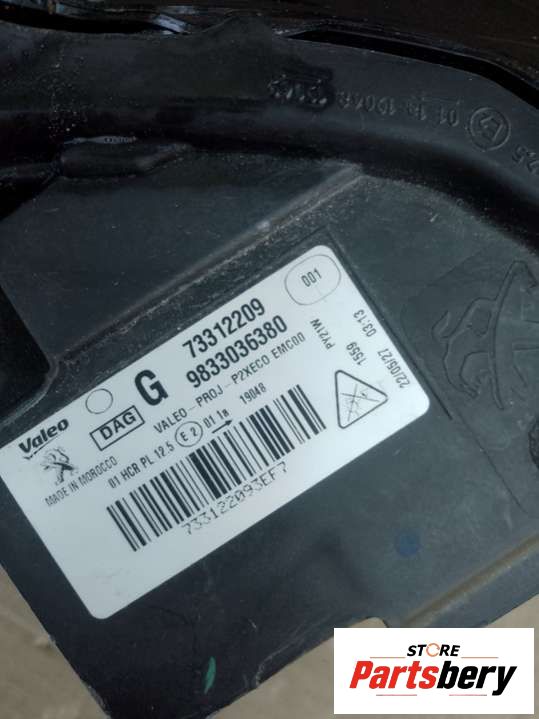 Valeo
MADE IN MOROCCO
DAG
G
73312209
9833036380
VALEO-PROJ-P2XECO EMC00
01 HCR PL 12.5 E2 01 1a 19048
733122093EF7
001
PY21W
1559
22/05/27 03:13
STORE
Partsbery